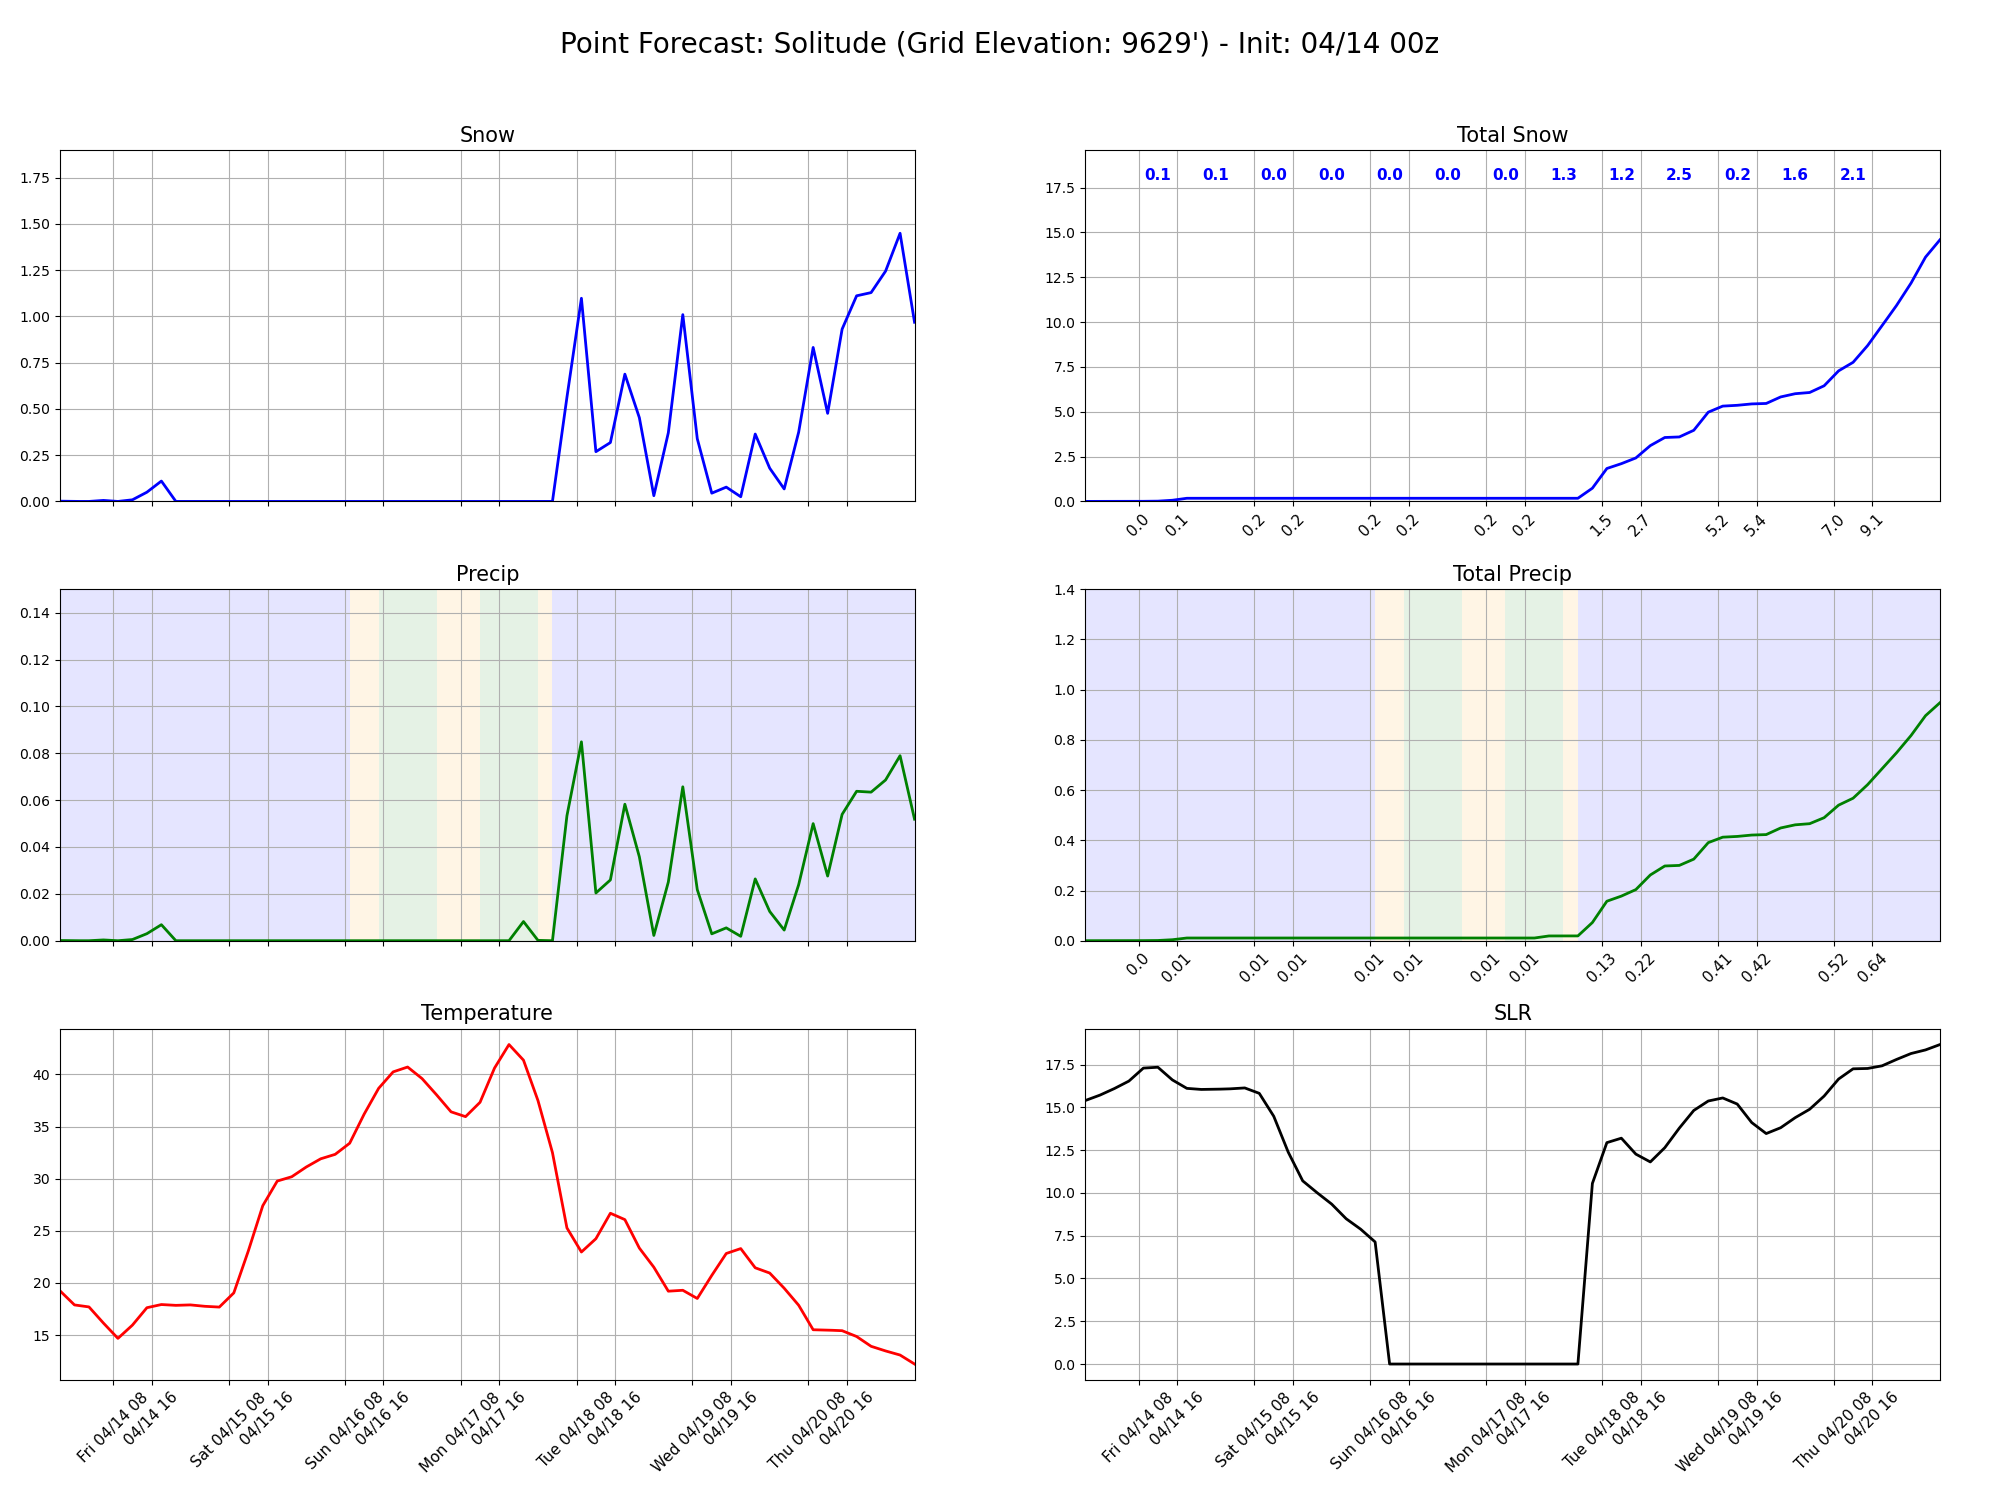 Point Forecast: Solitude (Grid Elevation: 9629') - Init: 04/14 00z
Snow
1.75
1.50
1.25
1.00
0.75
0.50
0.25
0.00
Total Snow
0.1 0.1 0.0 0.0 0.0 0.0 0.0 1.3 1.2 2.5 0.2 1.6 2.1
17.5
15.0
12.5
10.0
7.5
5.0
2.5
0.0
0.0 0.1 0.2 0.2 0.2 0.2 0.2 0.2 1.5 2.7 5.2 5.4 7.0 9.1
Precip
0.14
0.12
0.10
0.08
0.06
0.04
0.02
0.00
Total Precip
1.4
1.2
1.0
0.8
0.6
0.4
0.2
0.0
0.0 0.01 0.01 0.01 0.01 0.01 0.01 0.01 0.13 0.22 0.41 0.42 0.52 0.64
Temperature
40
35
30
25
20
15
Fri 04/14 08
04/14 16
Sat 04/15 08
04/15 16
Sun 04/16 08
04/16 16
Mon 04/17 08
04/17 16
Tue 04/18 08
04/18 16
Wed 04/19 08
04/19 16
Thu 04/20 08
04/20 16
SLR
17.5
15.0
12.5
10.0
7.5
5.0
2.5
0.0
Fri 04/14 08
04/14 16
Sat 04/15 08
04/15 16
Sun 04/16 08
04/16 16
Mon 04/17 08
04/17 16
Tue 04/18 08
04/18 16
Wed 04/19 08
04/19 16
Thu 04/20 08
04/20 16